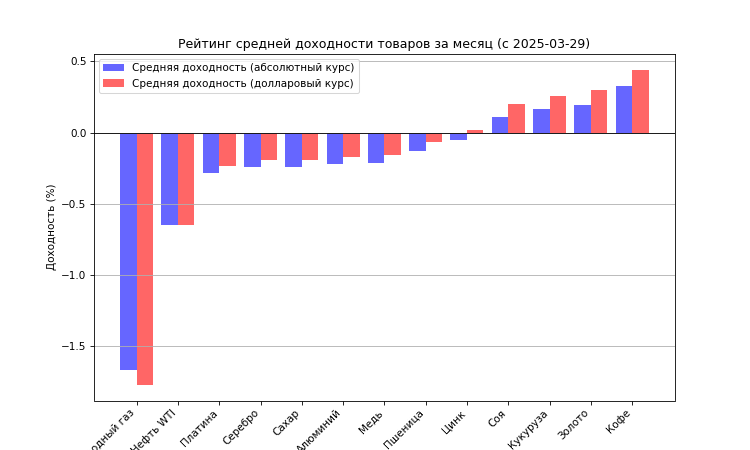 Рейтинг средней доходности товаров за месяц (с 2025-03-29)
Средняя доходность (абсолютный курс)
Средняя доходность (долларовый курс)
Доходность (%)
0.5
0.0
−0.5
−1.0
−1.5
газ
Нефть WTI
Платина
Серебро
Сахар
Алюминий
Медь
Пшеница
Цинк
Соя
Кукуруза
Золото
Кофе